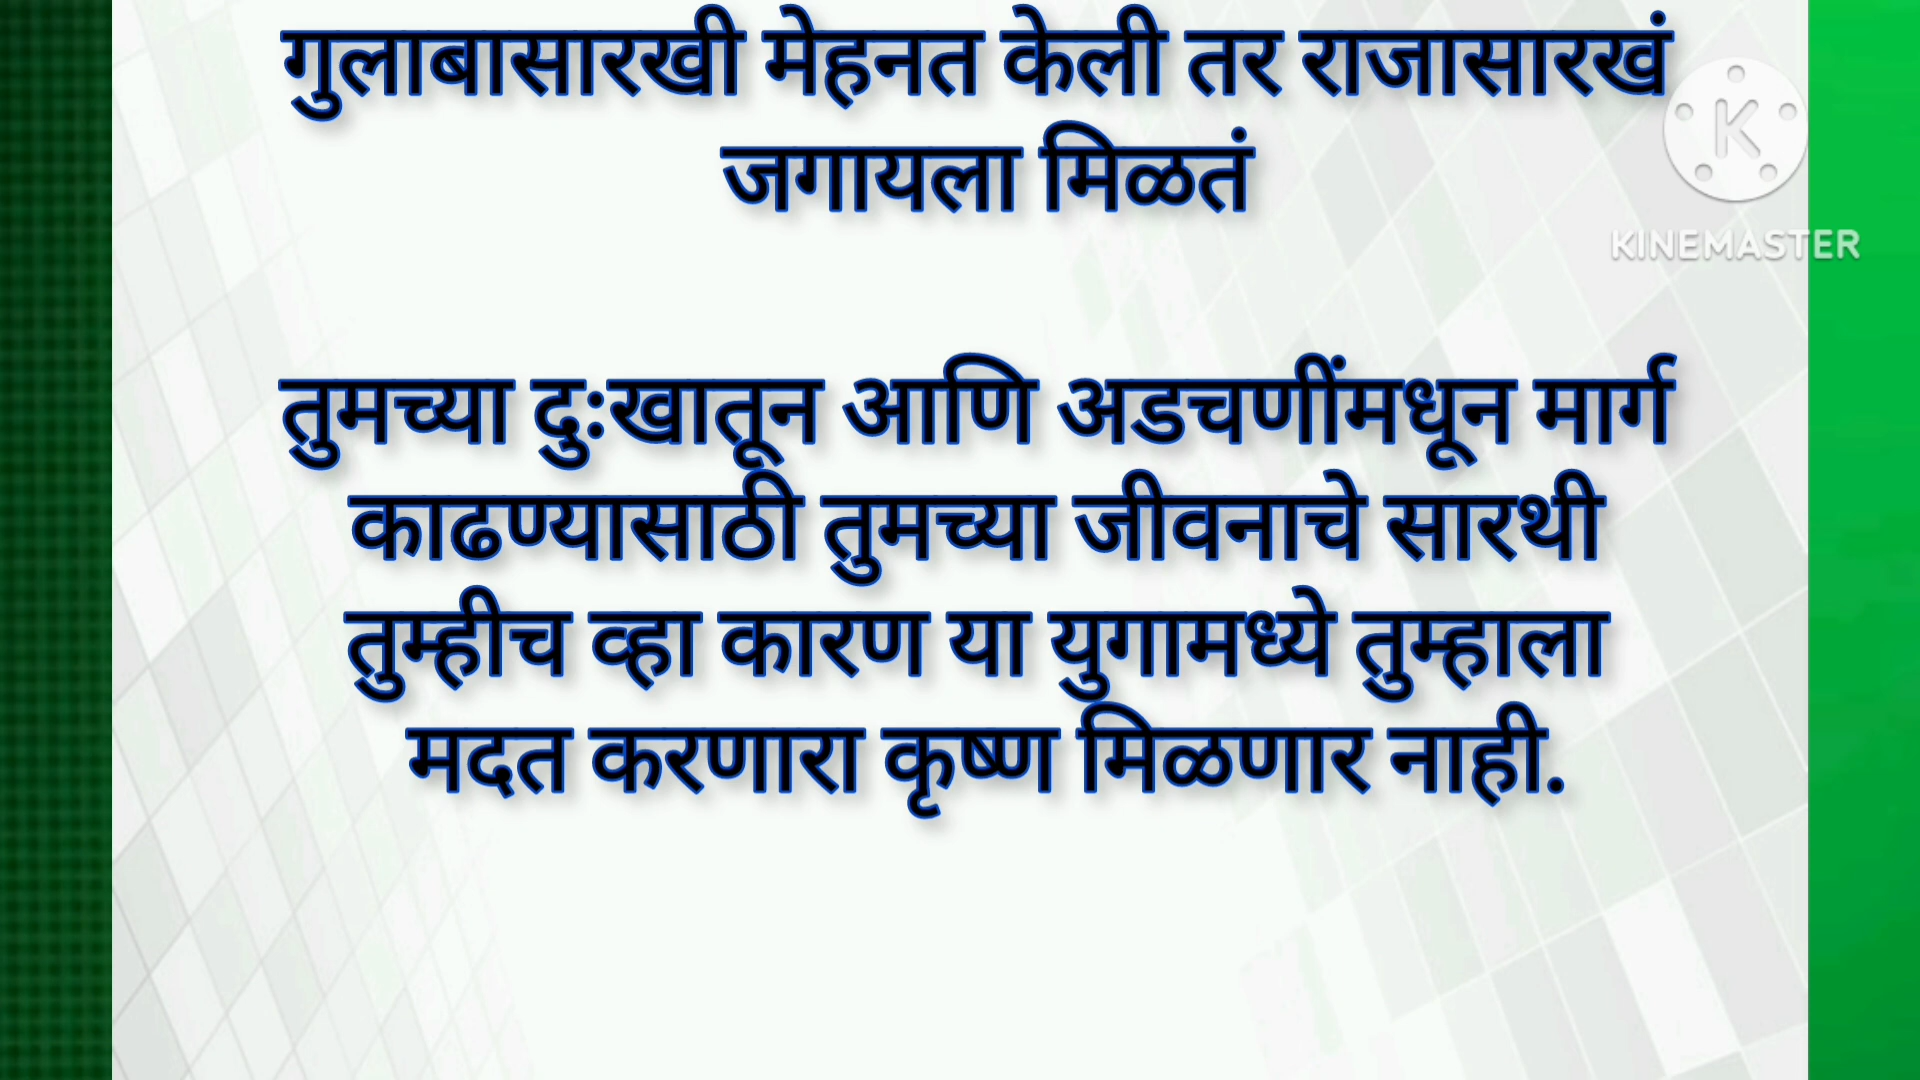 गुलाबासारखी मेहनत केली तर राजासारखं
जगायला मिळतं
KINEMASTER
तुमच्या दुःखातून आणि अडचणींमधून मार्ग
काढण्यासाठी तुमच्या जीवनाचे सारथी
तुम्हीच व्हा कारण या युगामध्ये तुम्हाला
मदत करणारा कृष्ण मिळणार नाही.